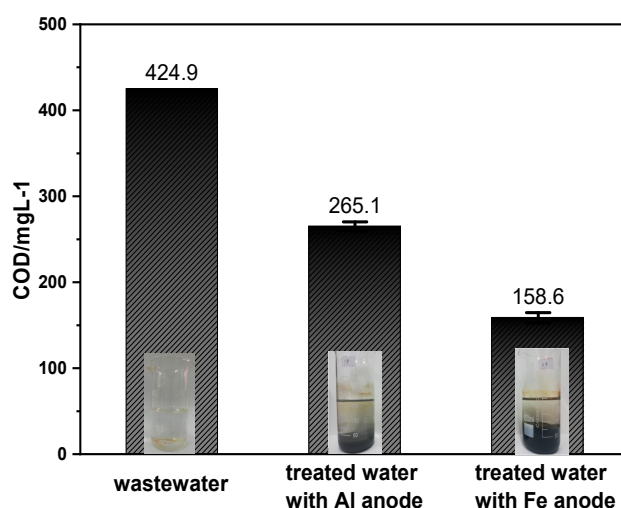 500
400
300
200
100
0
COD/mgL-1
424.9
265.1
158.6
wastewater
treated water
with Al anode
treated water
with Fe anode